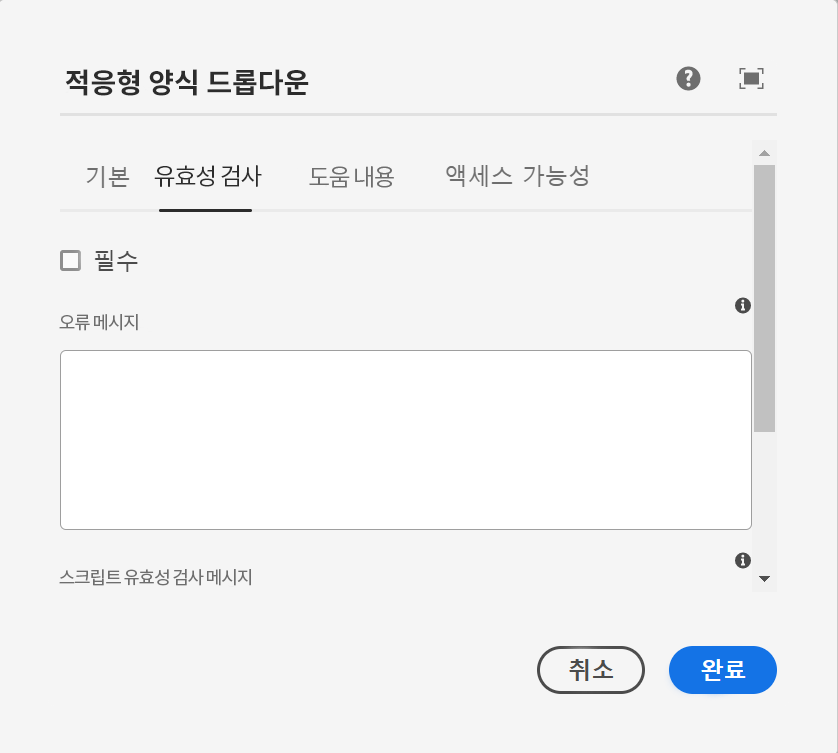 적응형 양식 드롭다운
기본 유효성 검사 도움 내용 액세스 가능성
필수
오류 메시지
스크립트 유효성 검사 메시지
취소 완료